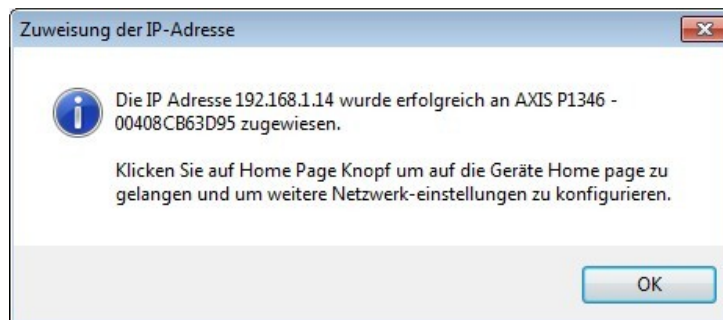 Zuweisung der IP-Adresse
Die IP Adresse 192.168.1.14 wurde erfolgreich an AXIS P1346 -
00408CB63D95 zugewiesen.
Klicken Sie auf Home Page Knopf um auf die Geräte Home page zu
gelangen und um weitere Netzwerk-einstellungen zu konfigurieren.
OK